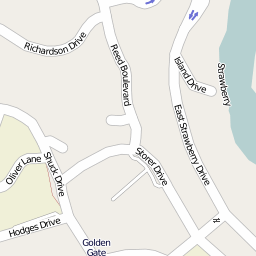 Richardson Drive
Reed Boulevard
Island Drive
Strawberry
East Strawberry Drive
Storer Drive
Oliver Lane
Shuck Drive
Hodges Drive
Golden
Gate